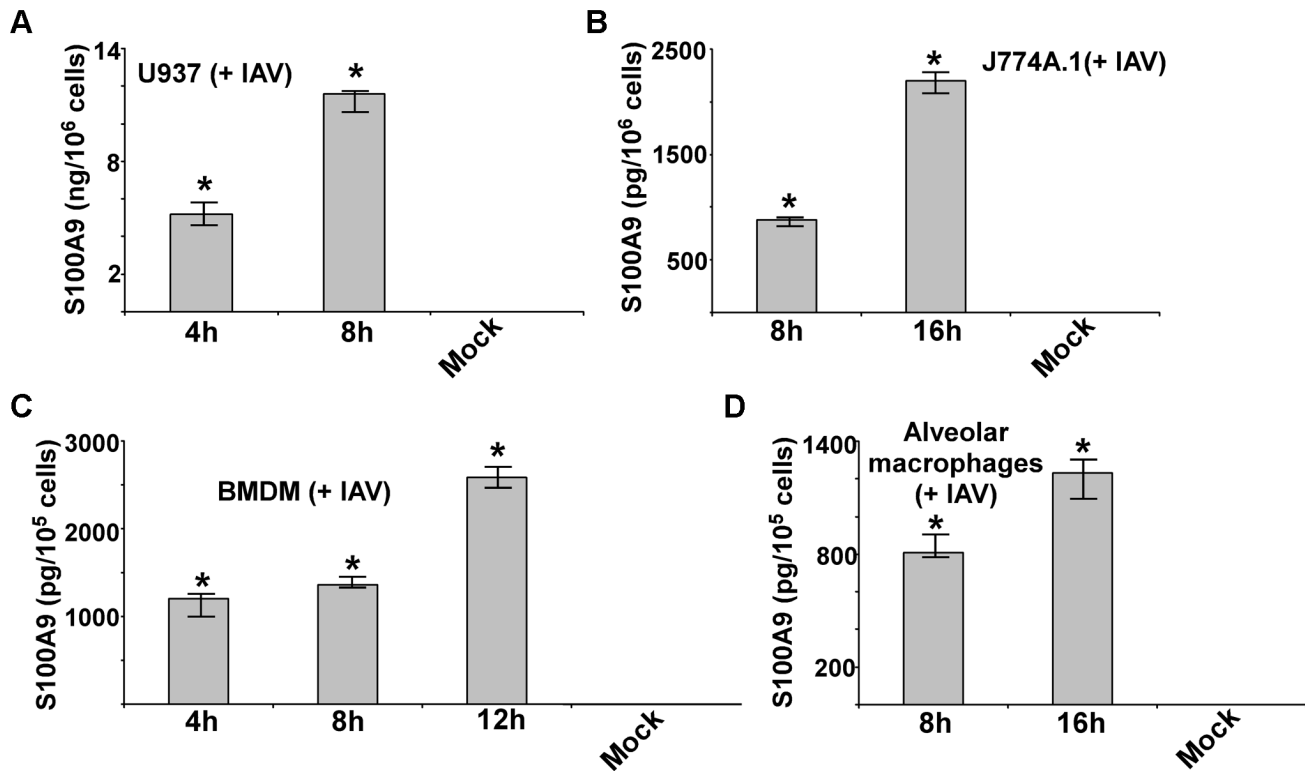 A
S100A9 (ng/10⁶ cells)
14
8
2
U937 (+ IAV)
*
*
4h
8h
Mock
B
S100A9 (pg/10⁶ cells)
2500
1500
500
J774A.1(+ IAV)
*
*
8h
16h
Mock
C
S100A9 (pg/10⁵ cells)
3000
2000
1000
BMDM (+ IAV)
*
*
*
4h
8h
12h
Mock
D
S100A9 (pg/10⁵ cells)
1400
800
200
Alveolar
macrophages
(+ IAV)
*
*
8h
16h
Mock